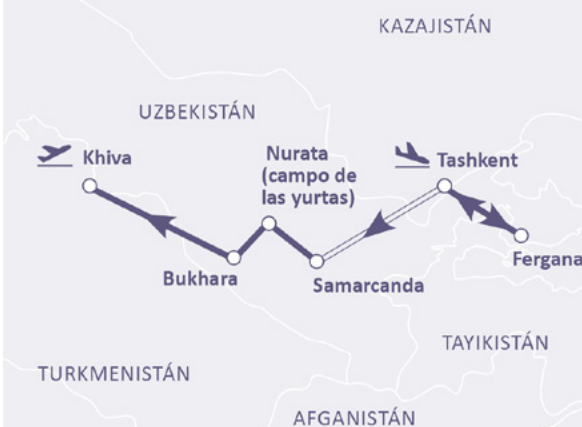 KAZAJISTÁN
UZBEKISTÁN
Khiva
Nurata
(campo de
las yurtas)
Tashkent
Fergana
Bukhara
Samarcanda
TAYIKISTÁN
TURKMENISTÁN
AFGANISTÁN